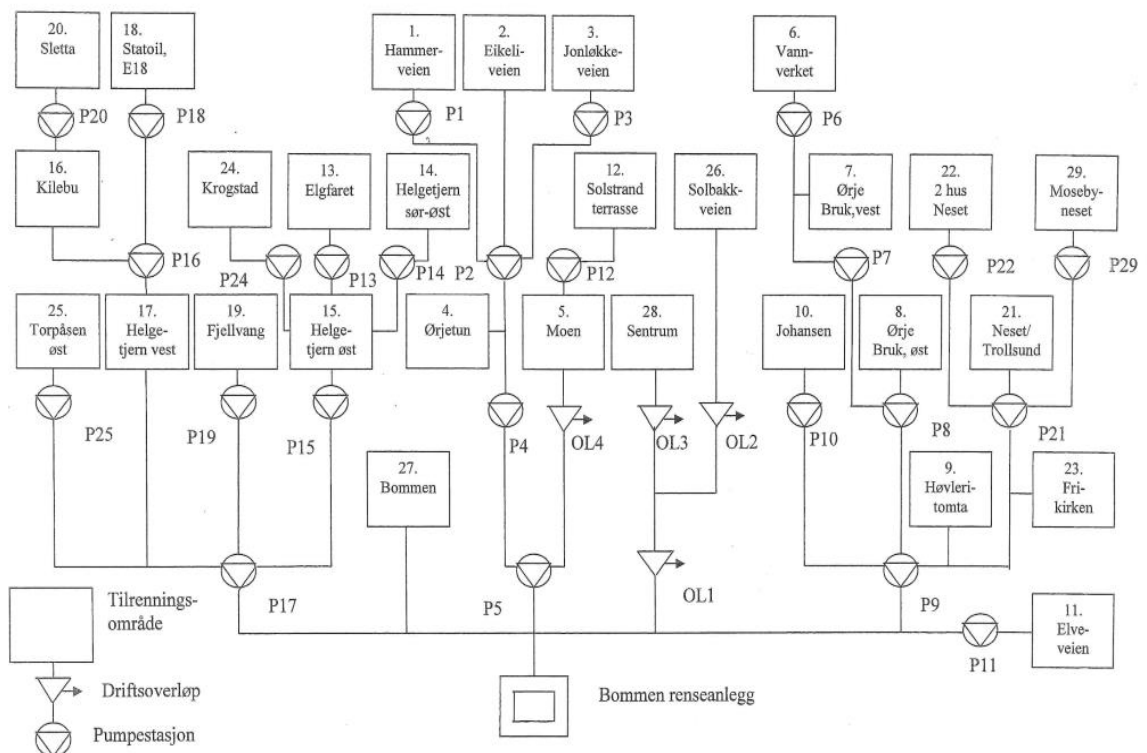 20.
Sletta
18.
Statoil,
E18
1.
Hammer-
veien
2.
Eikeli-
veien
3.
Jonløkke-
veien
6.
Vann-
verket
P20
P18
P1
P3
P6
16.
Kilebu
24.
Krogstad
13.
Elgfaret
14.
Helgetjern
sør-øst
12.
Solstrand
terrasse
26.
Solbakk-
veien
7.
Ørje
Bruk,vest
22.
2 hus
Neset
29.
Moseby-
neset
P16
P24
P13
P14
P2
P12
P7
P22
P29
25.
Torpåsen
øst
17.
Helge-
tjern vest
19.
Fjellvang
15.
Helge-
tjern øst
4.
Ørjetun
5.
Moen
28.
Sentrum
10.
Johansen
8.
Ørje
Bruk, øst
21.
Neset/
Trollsund
P25
P19
P15
P4
OL4
OL3
OL2
P10
P8
P21
27.
Bommen
9.
Høvleri-
tomta
23.
Fri-
kirken
P17
P5
OL1
P9
P11
11.
Elve-
veien
Tilrennings-
område
Driftsoverløp
Pumpestasjon
Bommen renseanlegg